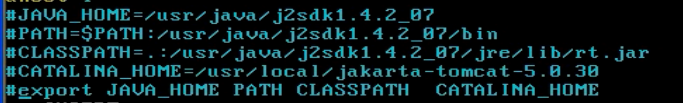 #JAVA_HOME=/usr/java/j2sdk1.4.2_07
#PATH=$PATH:/usr/java/j2sdk1.4.2_07/bin
#CLASSPATH=.:/usr/java/j2sdk1.4.2_07/jre/lib/rt.jar
#CATALINA_HOME=/usr/local/jakarta-tomcat-5.0.30
#export JAVA_HOME PATH CLASSPATH  CATALINA_HOME